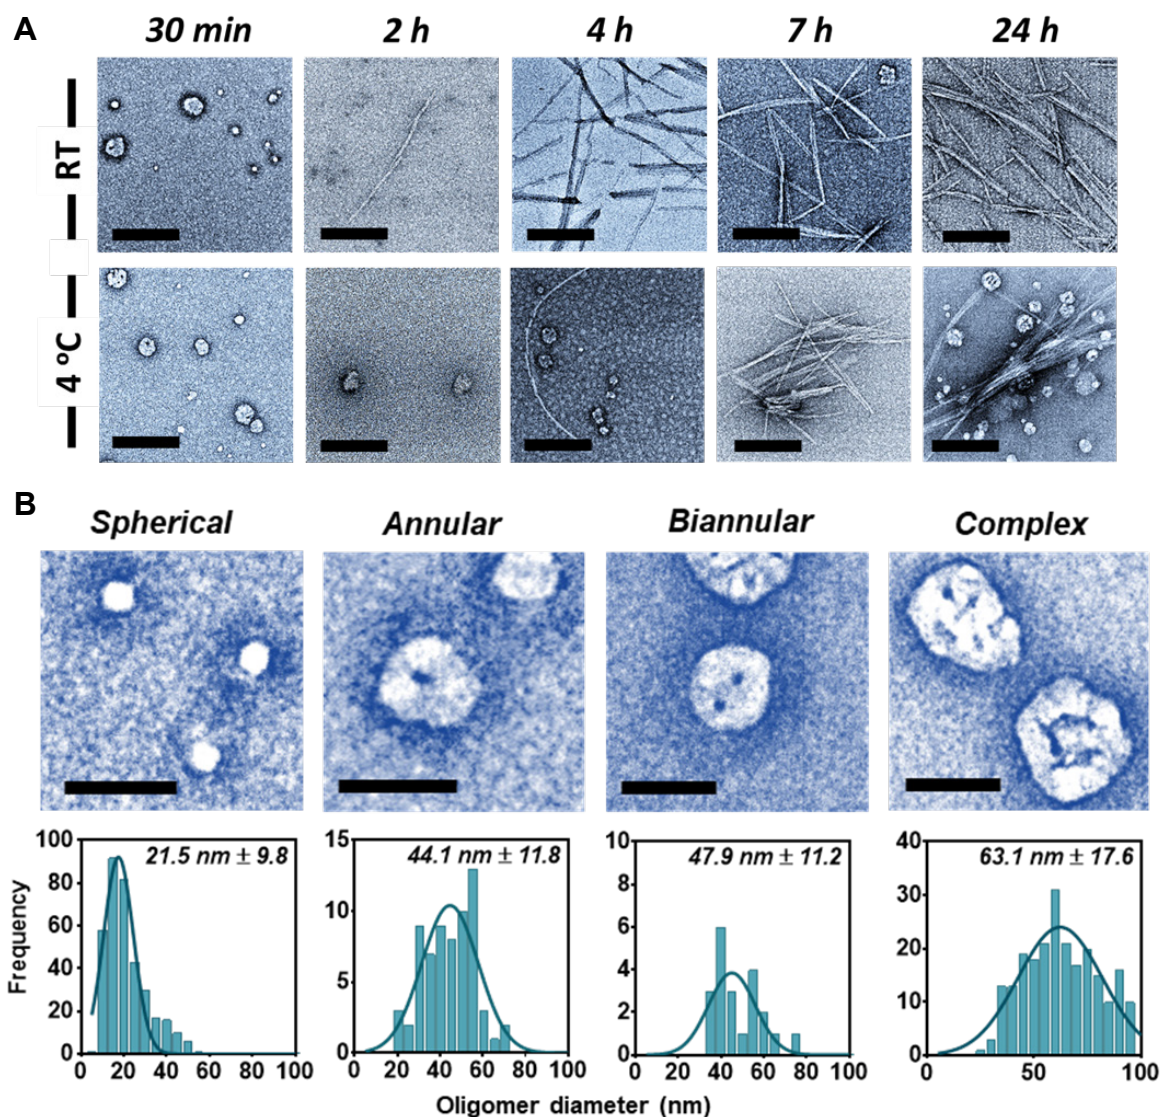 A
30 min 2 h 4 h 7 h 24 h
RT
4 ºC
B
Spherical Annular Biannular Complex
21.5 nm ± 9.8 44.1 nm ± 11.8 47.9 nm ± 11.2 63.1 nm ± 17.6
Frequency
100
80
60
40
20
0
0 20 40 60 80 100
15
10
5
0
0 20 40 60 80 100
10
8
6
4
2
0
0 20 40 60 80 100
40
30
20
10
0
0 50 100
Oligomer diameter (nm)